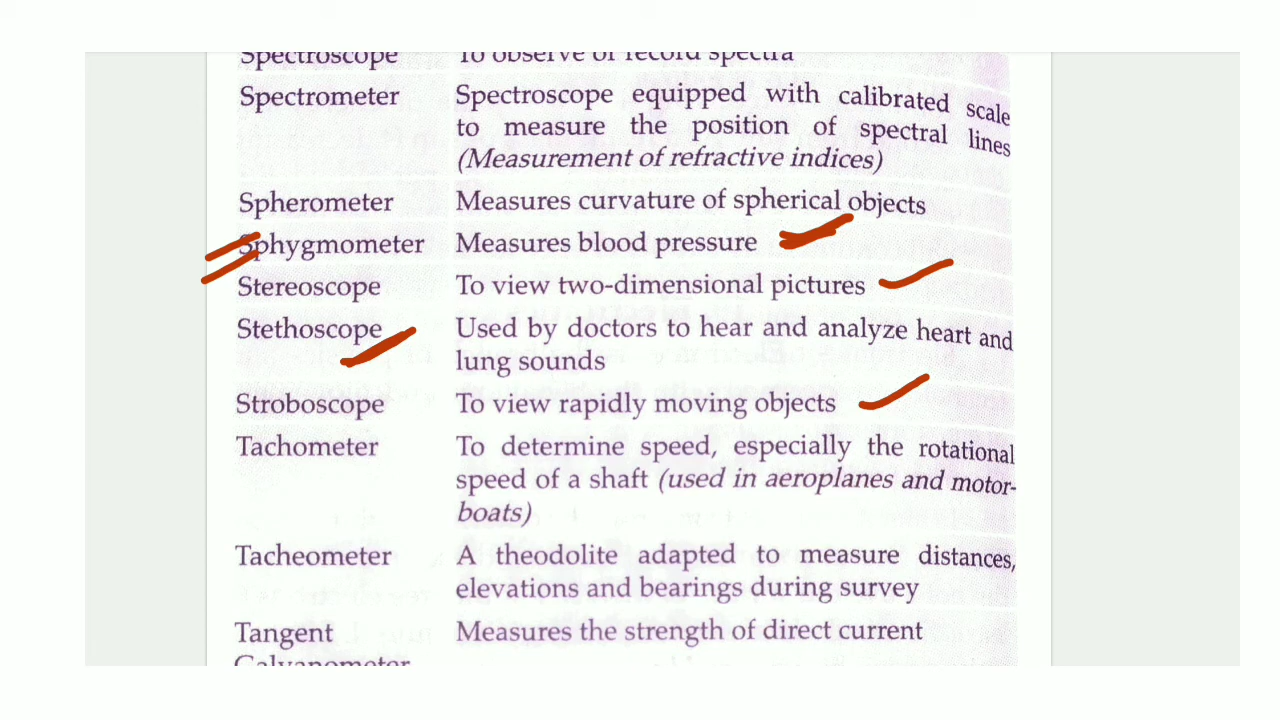 Spectroscope To observe or record spectra
Spectrometer Spectroscope equipped with calibrated scale
to measure the position of spectral lines
(Measurement of refractive indices)
Spherometer Measures curvature of spherical objects
Sphygmometer Measures blood pressure
Stereoscope To view two-dimensional pictures
Stethoscope Used by doctors to hear and analyze heart and
lung sounds
Stroboscope To view rapidly moving objects
Tachometer To determine speed, especially the rotational
speed of a shaft (used in aeroplanes and motor-
boats)
Tacheometer A theodolite adapted to measure distances,
elevations and bearings during survey
Tangent Measures the strength of direct current
Galvanometer